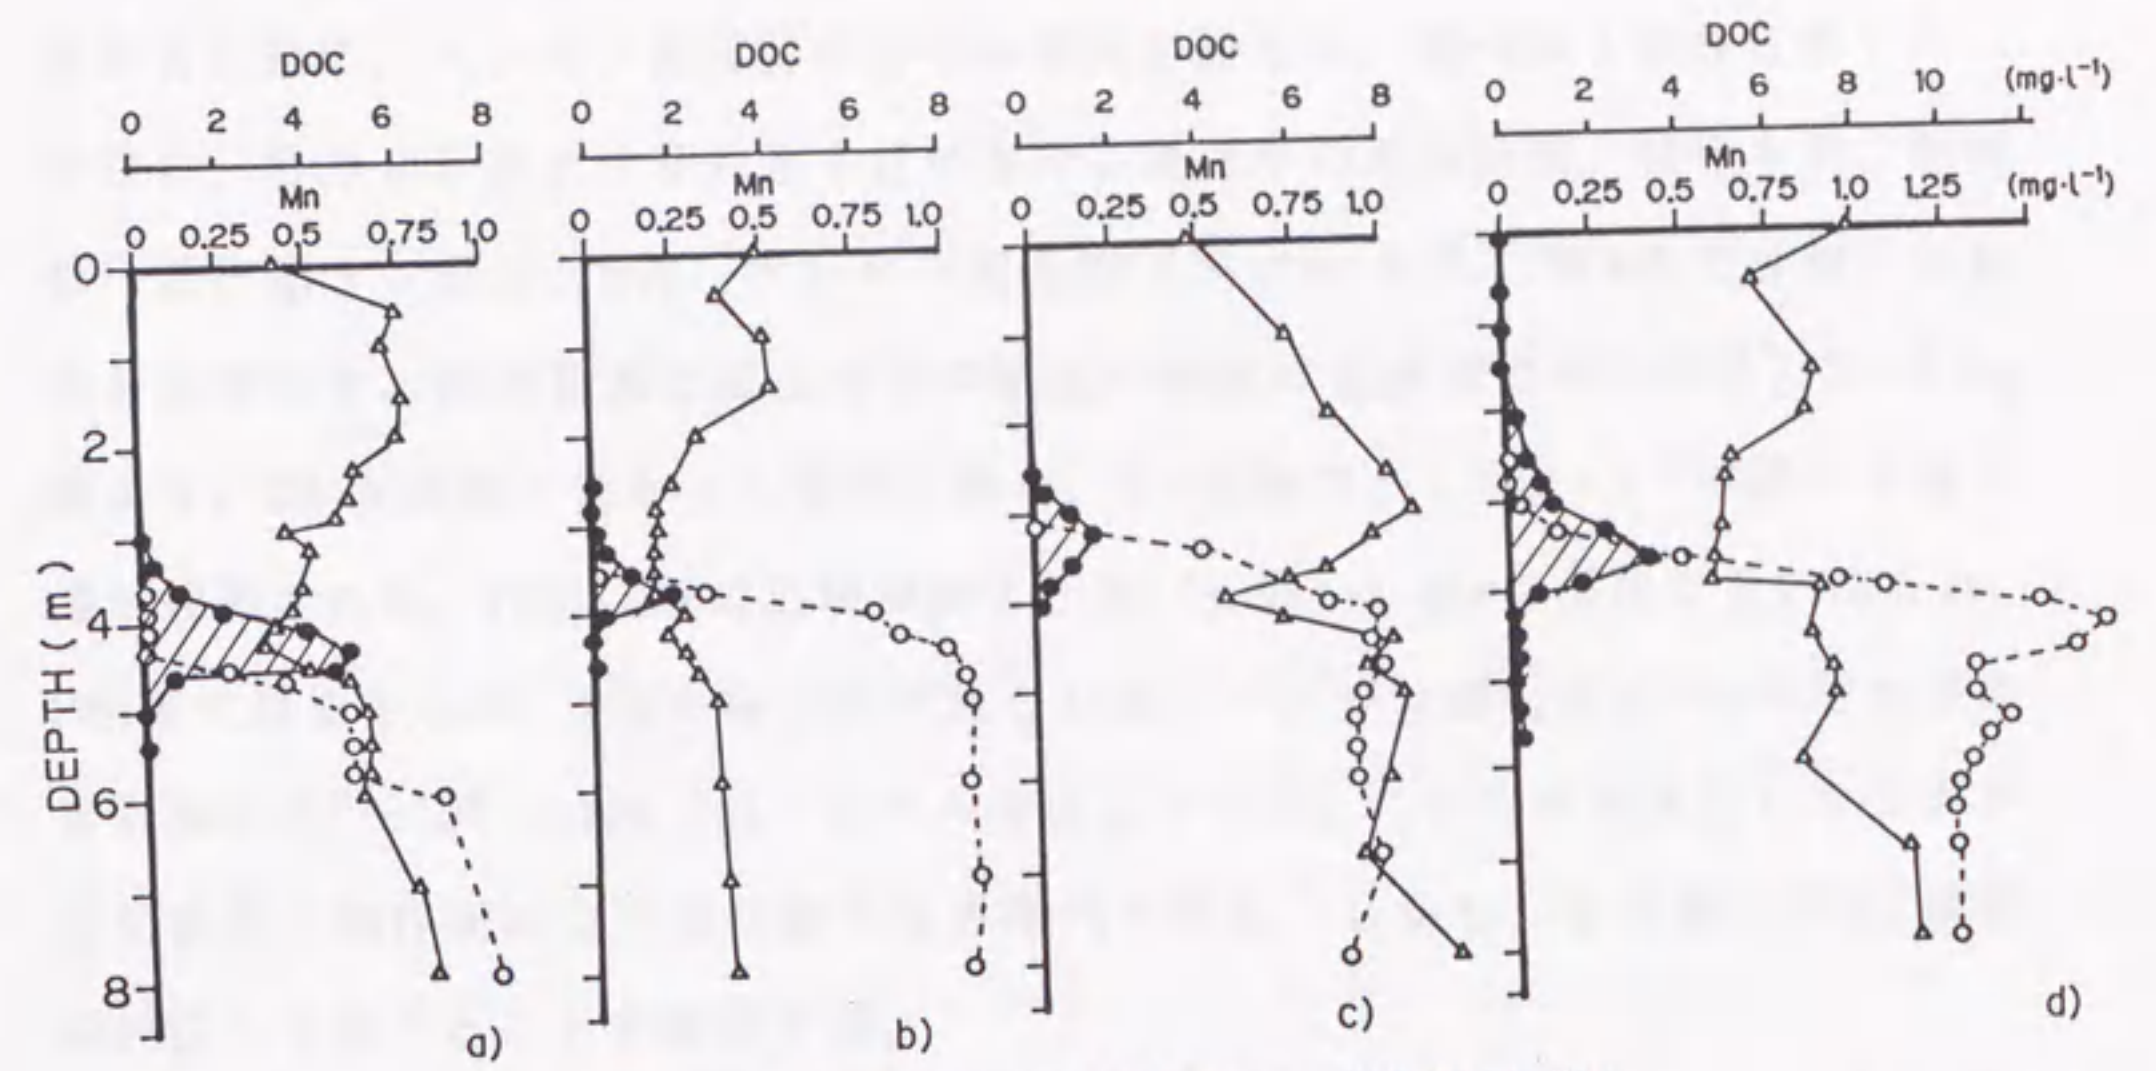 DOC DOC DOC DOC
0 2 4 6 8 0 2 4 6 8 0 2 4 6 8 0 2 4 6 8 10 (mg·l⁻¹)
Mn Mn Mn Mn
0 0.25 0.5 0.75 1.0 0 0.25 0.5 0.75 1.0 0 0.25 0.5 0.75 1.0 0 0.25 0.5 0.75 1.0 1.25 (mg·l⁻¹)
0
2
4
6
8
DEPTH (m)
a) b) c) d)